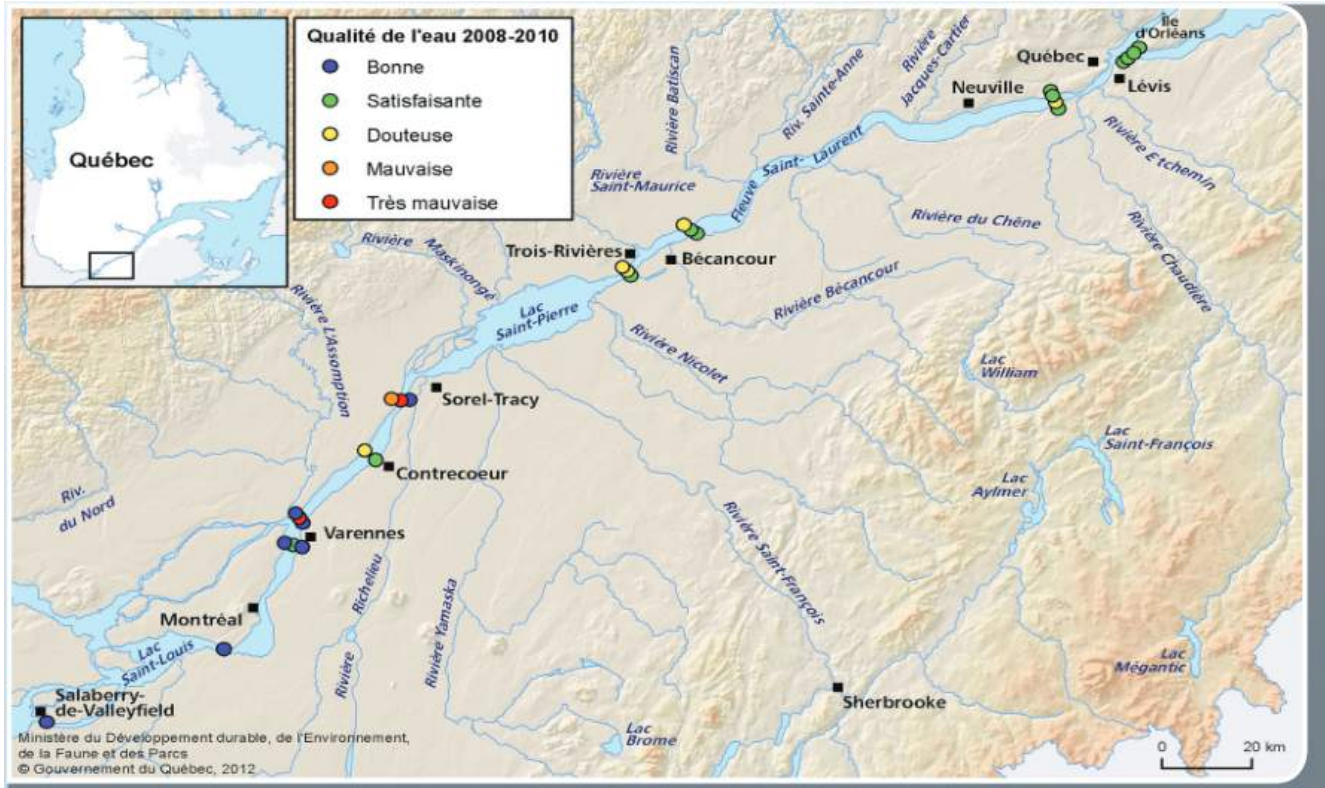 Québec
Qualité de l'eau 2008-2010
Bonne
Satisfaisante
Douteuse
Mauvaise
Très mauvaise
Île
d'Orléans
Québec
Lévis
Neuville
Rivière
Jacques-Cartier
Riv. Sainte-Anne
Rivière Batiscan
Rivière Etchemin
Rivière
Saint-Maurice
Fleuve Saint-Laurent
Rivière du Chêne
Rivière Chaudière
Rivière Maskinongé
Trois-Rivières
Bécancour
Rivière Bécancour
Rivière L'Assomption
Lac
Saint-Pierre
Rivière Nicolet
Lac
William
Sorel-Tracy
Lac
Saint-François
Contrecoeur
Lac
Aylmer
Riv.
du Nord
Varennes
Rivière Saint-François
Rivière Richelieu
Rivière Yamaska
Montréal
Lac
Saint-Louis
Lac
Mégantic
Salaberry-
de-Valleyfield
Sherbrooke
Lac
Brome
Ministère du Développement durable, de l'Environnement,
de la Faune et des Parcs
© Gouvernement du Québec, 2012
0 20 km